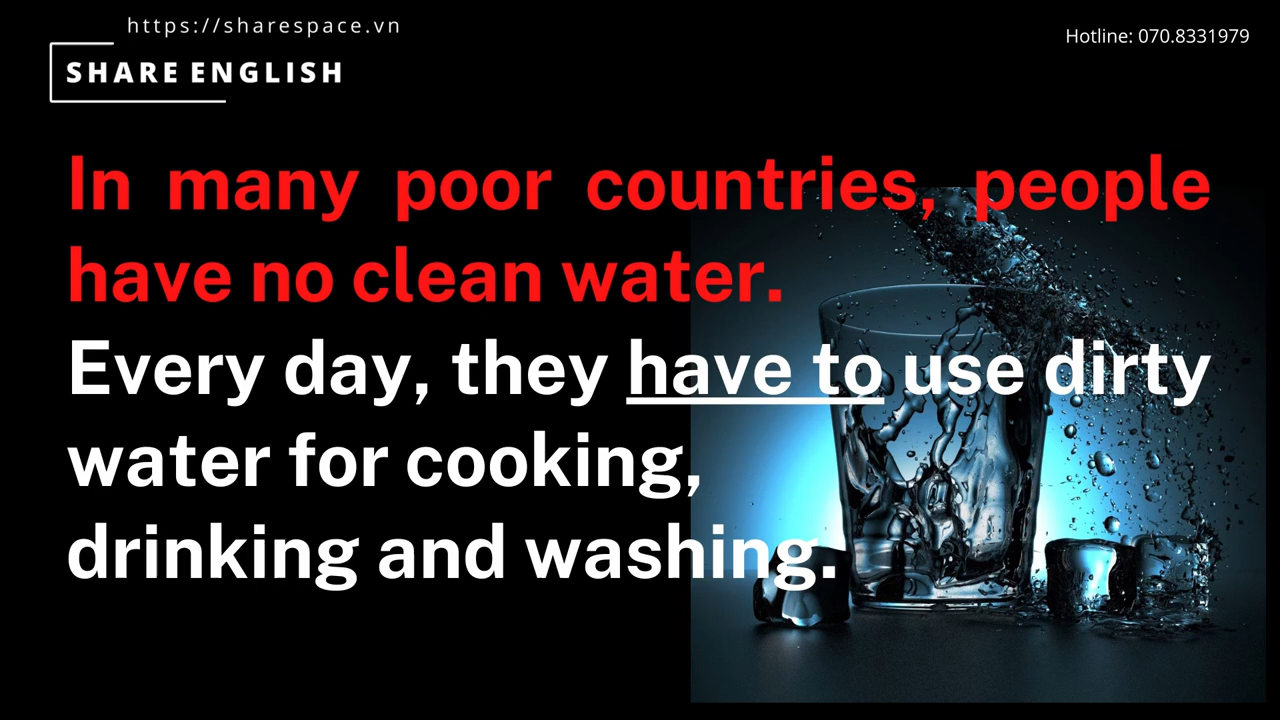 https://sharespace.vn
Hotline: 070.8331979
SHARE ENGLISH
In many poor countries, people
have no clean water.
Every day, they have to use dirty
water for cooking,
drinking and washing.